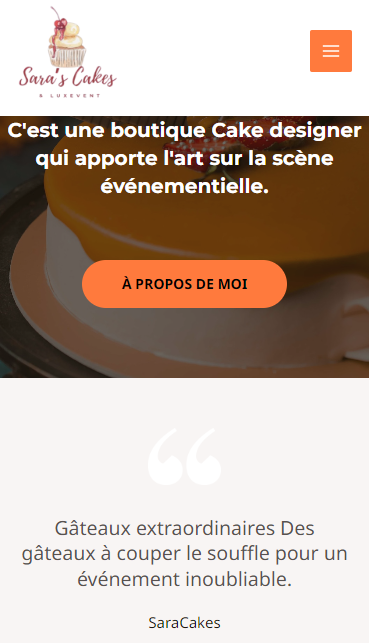 Sara's Cakes
& LUXEVENT
C'est une boutique Cake designer
qui apporte l'art sur la scène
événementielle.
À PROPOS DE MOI
Gâteaux extraordinaires Des
gâteaux à couper le souffle pour un
événement inoubliable.
SaraCakes